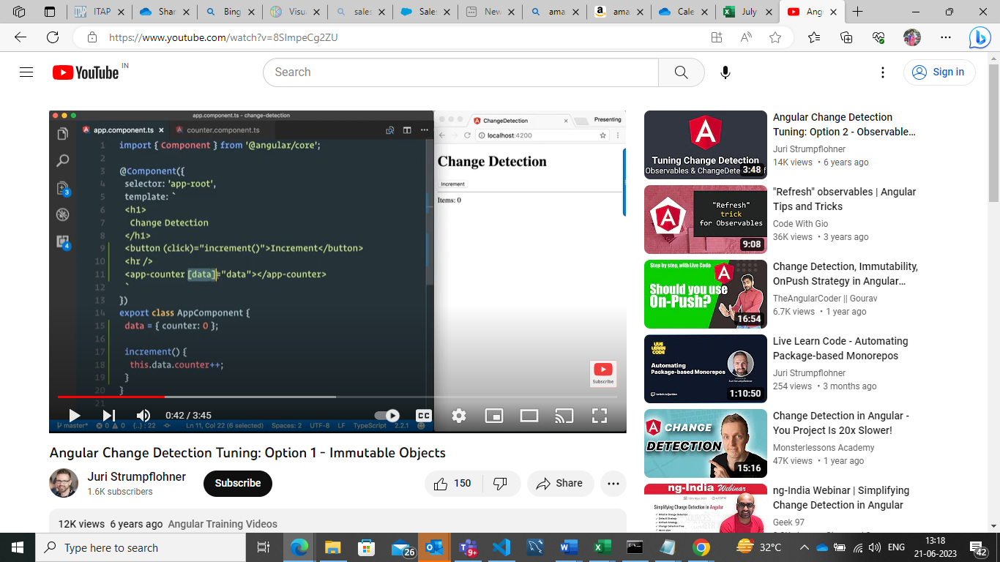 ITAP
Shar
Bing
Visu
sales
Sales
New
ama
ama
Cale
July
Angu
https://www.youtube.com/watch?v=8SlmpeCg2ZU
YouTube IN
Search
Sign in
app.component.ts - change-detection
app.component.ts
counter.component.ts
1 import { Component } from '@angular/core';
2
3 @Component({
4 selector: 'app-root',
5 template: `
6 <h1>
7 Change Detection
8 </h1>
9 <button (click)="increment()">Increment</button>
10 <hr />
11 <app-counter [data]="data"></app-counter>
12 `
13 })
14 export class AppComponent {
15 data = { counter: 0 };
16
17 increment() {
18 this.data.counter++;
19 }
20 }
21
3
4
ChangeDetection
Presenting
localhost:4200
Change Detection
Increment
Items: 0
Subscribe
0:42 / 3:45
CC
master* 0 0 {..} : 22 Ln 11, Col 22 (6 selected) Spaces: 2 UTF-8 LF TypeScript 2.2.1
Angular Change Detection Tuning: Option 1 - Immutable Objects
Juri Strumpflohner
1.6K subscribers
Subscribe
150
Share
12K views 6 years ago Angular Training Videos
Tuning Change Detection
3:48
Angular Change Detection
Tuning: Option 2 - Observable...
Juri Strumpflohner
14K views • 6 years ago
"Refresh"
trick
for Observables
9:08
"Refresh" observables | Angular
Tips and Tricks
Code With Gio
36K views • 3 years ago
Step by step, with Live Code
Should you use
On-Push?
16:54
Change Detection, Immutability,
OnPush Strategy in Angular...
TheAngularCoder || Gourav
6.7K views • 1 year ago
LIVE
LEARN
CODE
Automating
Package-based Monorepos
Juri Strumpflohner
twitch.tv/juridev
1:10:50
Live Learn Code - Automating
Package-based Monorepos
Juri Strumpflohner
254 views • 3 months ago
CHANGE
DETECTION
15:16
Change Detection in Angular -
You Project Is 20x Slower!
Monsterlessons Academy
47K views • 1 year ago
ng-India Webinar
Simplifying Change Detection in Angular
ng-India Webinar | Simplifying
Change Detection in Angular
Geek 97
Type here to search
26
9+
32°C
ENG
13:18
21-06-2023
42